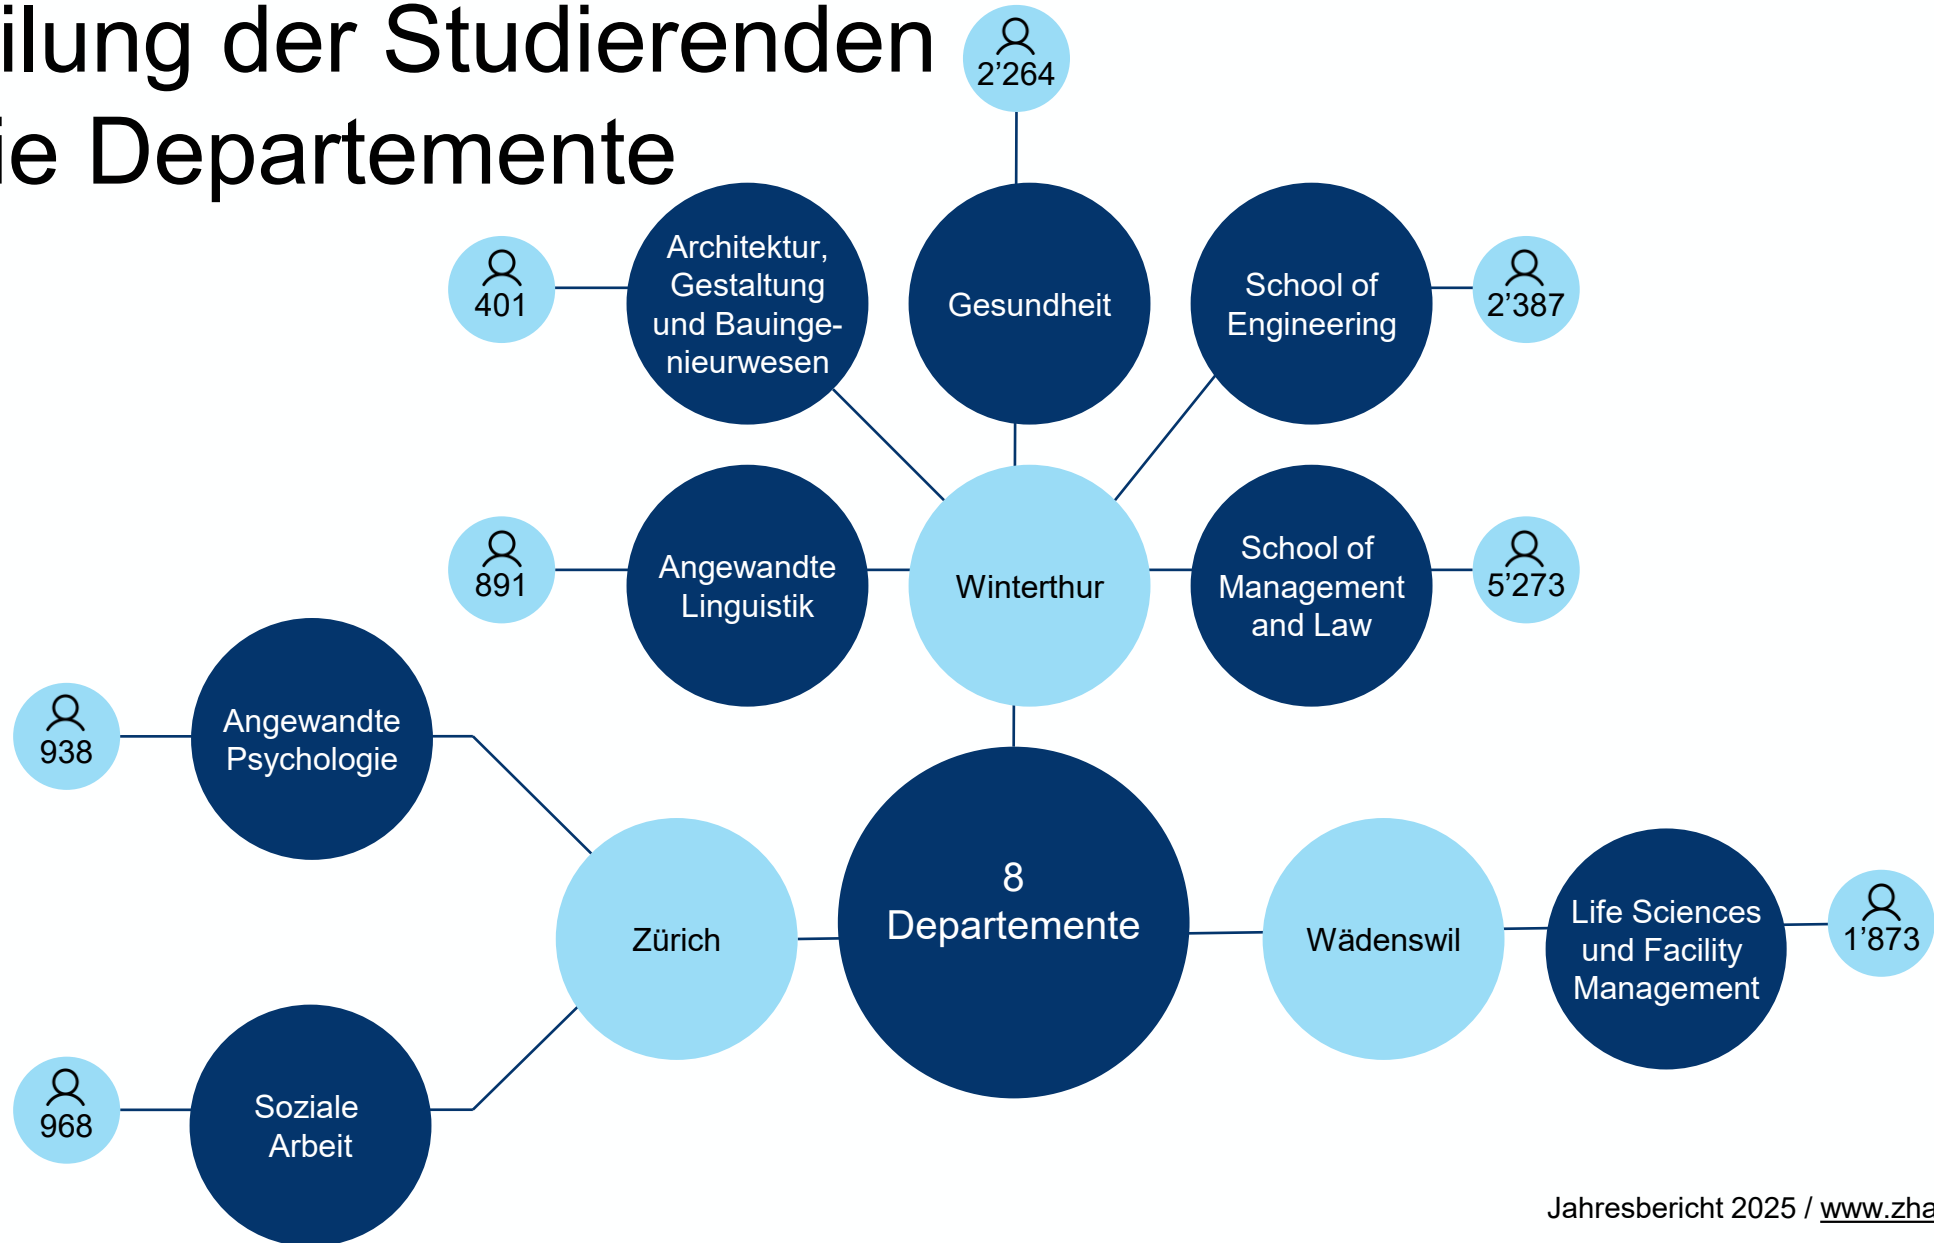 ilung der Studierenden
ie Departemente
2’264
Architektur,
Gestaltung
und Bauinge-
nieurwesen
401
Gesundheit
School of
Engineering
2’387
891
Angewandte
Linguistik
Winterthur
School of
Management
and Law
5’273
938
Angewandte
Psychologie
Zürich
8
Departemente
Wädenswil
Life Sciences
und Facility
Management
1’873
968
Soziale
Arbeit
Jahresbericht 2025 / www.zha